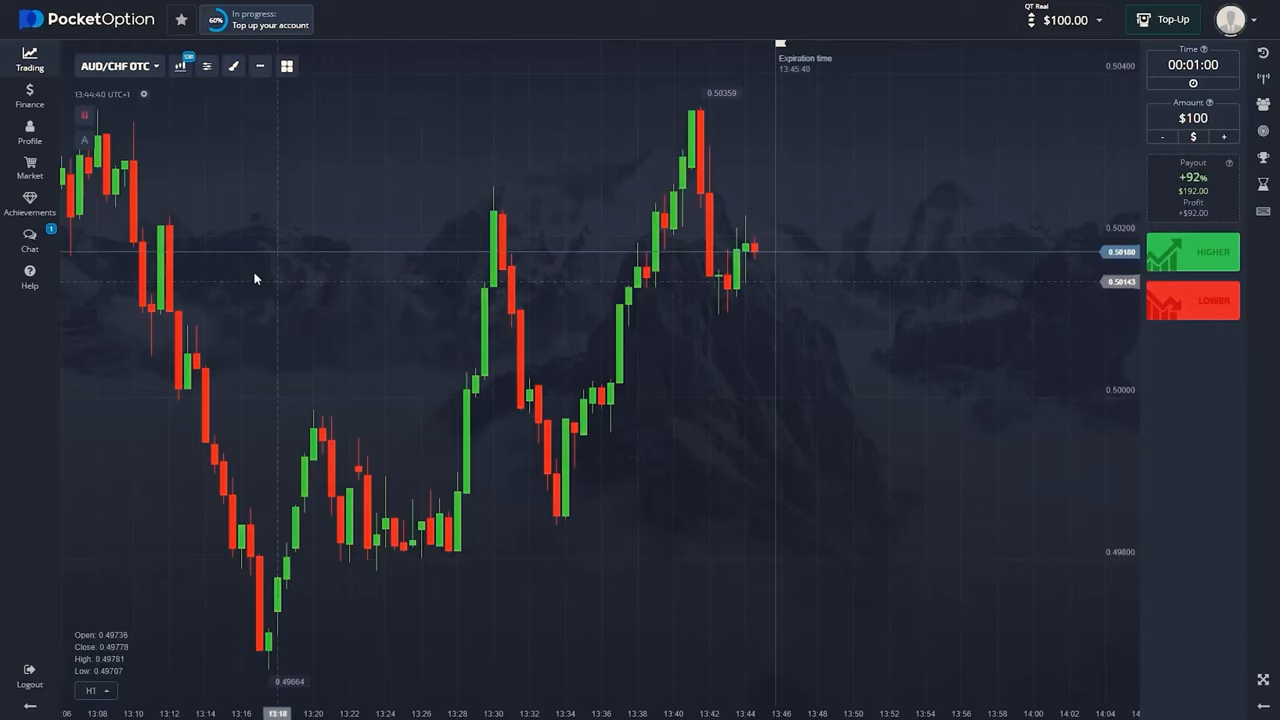 PocketOption
60%
In progress:
Top up your account
QT Real
$100.00
Top-Up
Trading
Finance
Profile
Market
Achievements
1
Chat
Help
Logout
AUD/CHF OTC
S30
13:44:40 UTC+1
A
Expiration time
13:45:40
0.50359
0.49664
0.50400
0.50200
0.50180
0.50143
0.50000
0.49800
Time
00:01:00
Amount
$100
-
$
+
Payout
+92%
$192.00
Profit
+$92.00
HIGHER
LOWER
Open: 0.49736
Close: 0.49778
High: 0.49781
Low: 0.49707
H1
:06 13:08 13:10 13:12 13:14 13:16 13:18 13:20 13:22 13:24 13:26 13:28 13:30 13:32 13:34 13:36 13:38 13:40 13:42 13:44 13:46 13:48 13:50 13:52 13:54 13:56 13:58 14:00 14:02 14:04 14